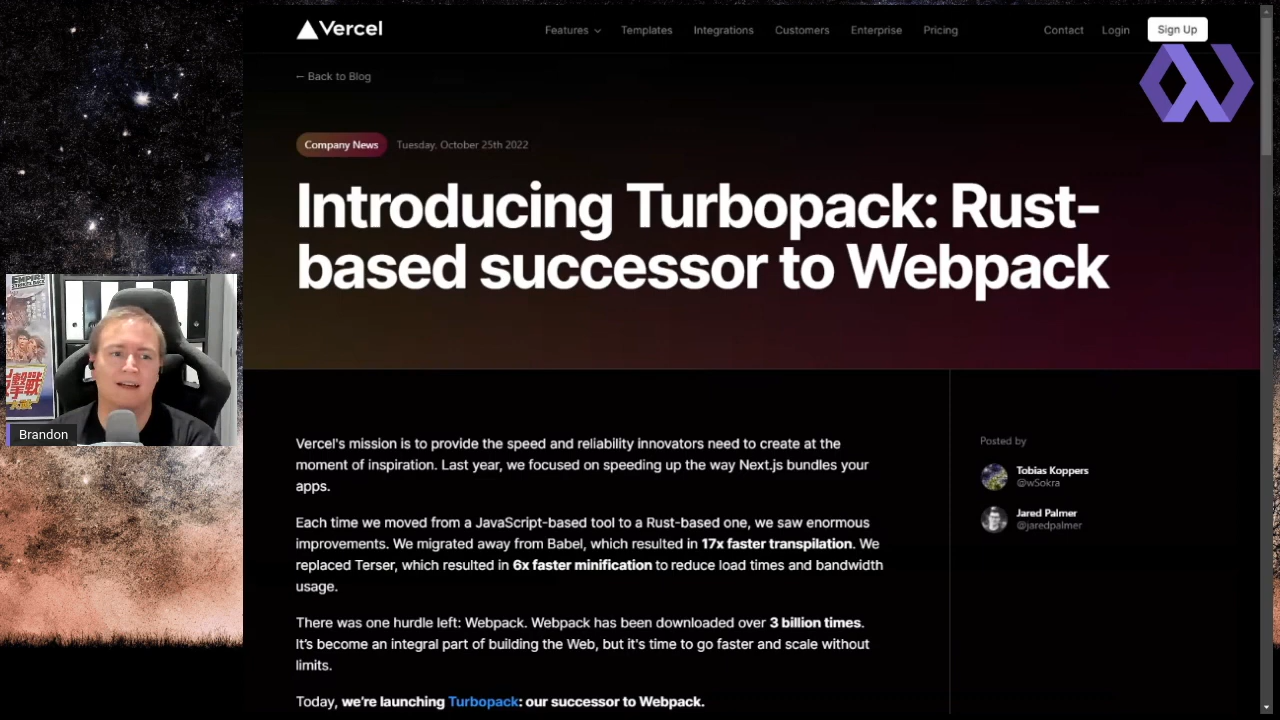 Vercel
Features
Templates
Integrations
Customers
Enterprise
Pricing
Contact
Login
Sign Up
← Back to Blog
Company News
Tuesday, October 25th 2022
Introducing Turbopack: Rust-
based successor to Webpack
EMPIRE
撃戦
Brandon
Vercel's mission is to provide the speed and reliability innovators need to create at the
moment of inspiration. Last year, we focused on speeding up the way Next.js bundles your
apps.
Each time we moved from a JavaScript-based tool to a Rust-based one, we saw enormous
improvements. We migrated away from Babel, which resulted in 17x faster transpilation. We
replaced Terser, which resulted in 6x faster minification to reduce load times and bandwidth
usage.
There was one hurdle left: Webpack. Webpack has been downloaded over 3 billion times.
It's become an integral part of building the Web, but it's time to go faster and scale without
limits.
Today, we're launching Turbopack: our successor to Webpack.
Posted by
Tobias Koppers
@wSokra
Jared Palmer
@jaredpalmer